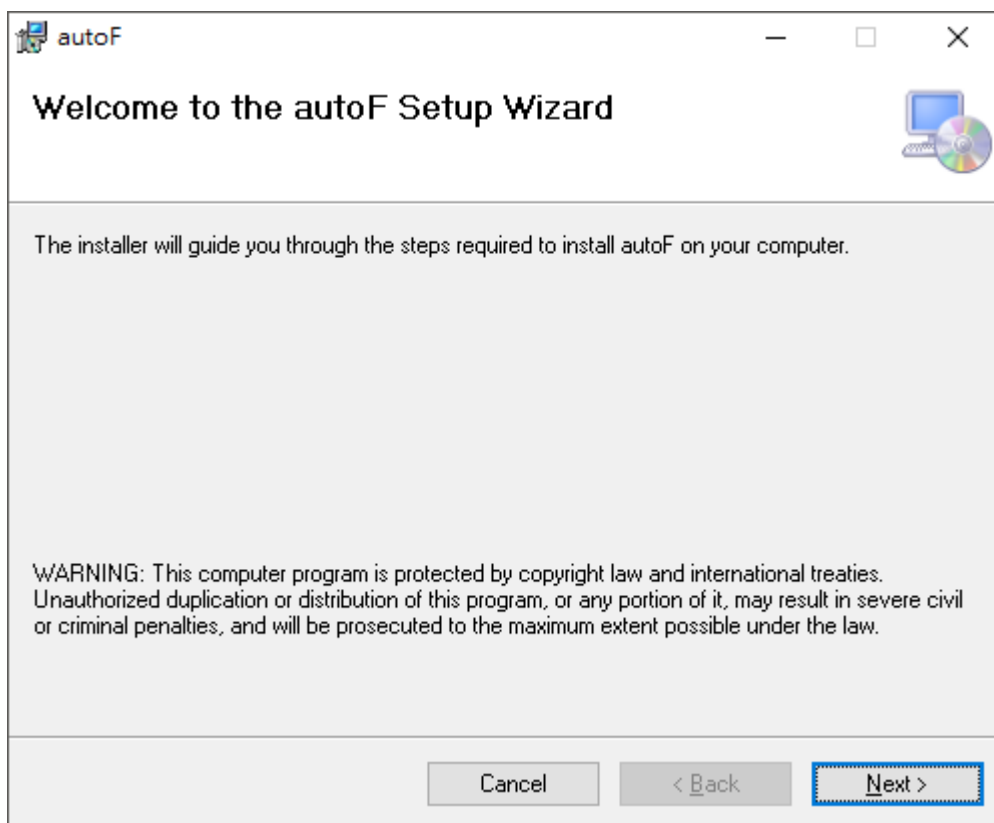 autoF
Welcome to the autoF Setup Wizard
The installer will guide you through the steps required to install autoF on your computer.
WARNING: This computer program is protected by copyright law and international treaties.
Unauthorized duplication or distribution of this program, or any portion of it, may result in severe civil
or criminal penalties, and will be prosecuted to the maximum extent possible under the law.
Cancel < Back Next >